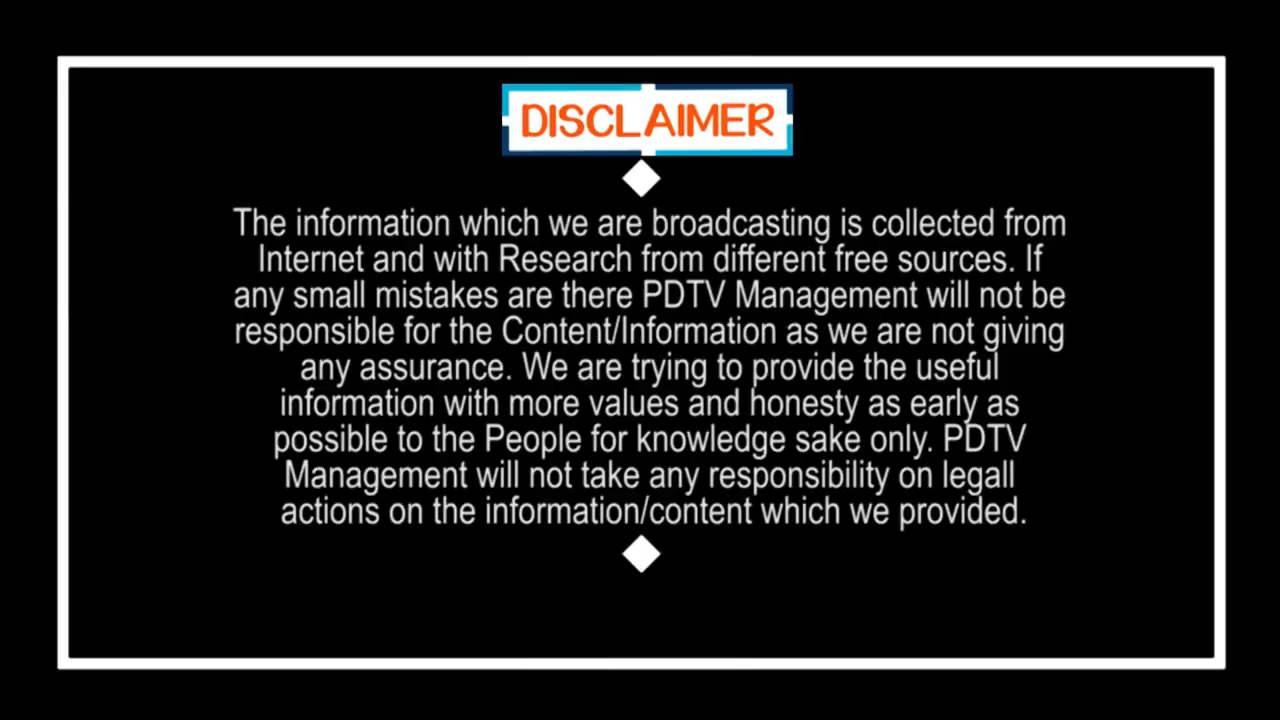 DISCLAIMER
The information which we are broadcasting is collected from
Internet and with Research from different free sources. If
any small mistakes are there PDTV Management will not be
responsible for the Content/Information as we are not giving
any assurance. We are trying to provide the useful
information with more values and honesty as early as
possible to the People for knowledge sake only. PDTV
Management will not take any responsibility on legall
actions on the information/content which we provided.